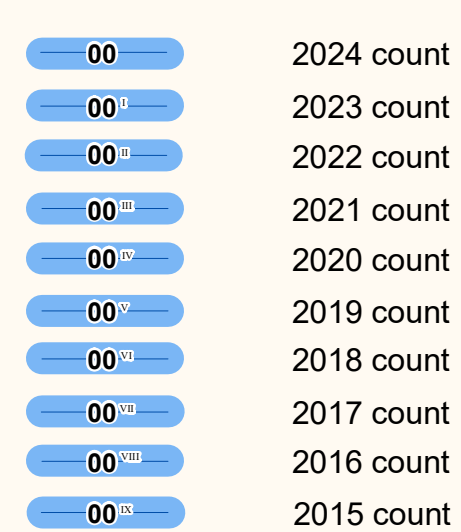 00 2024 count
00 I 2023 count
00 II 2022 count
00 III 2021 count
00 IV 2020 count
00 V 2019 count
00 VI 2018 count
00 VII 2017 count
00 VIII 2016 count
00 IX 2015 count